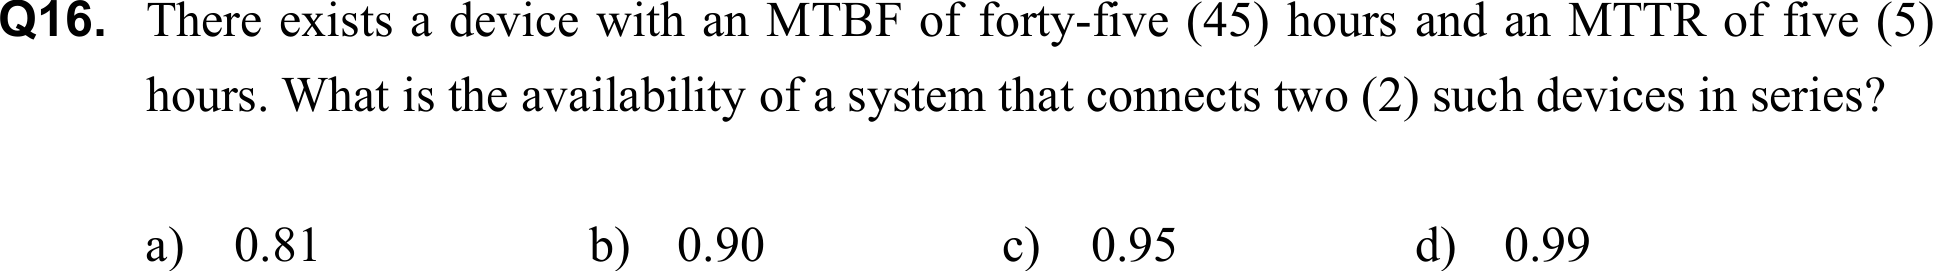 Q16. There exists a device with an MTBF of forty-five (45) hours and an MTTR of five (5)
hours. What is the availability of a system that connects two (2) such devices in series?
a) 0.81 b) 0.90 c) 0.95 d) 0.99